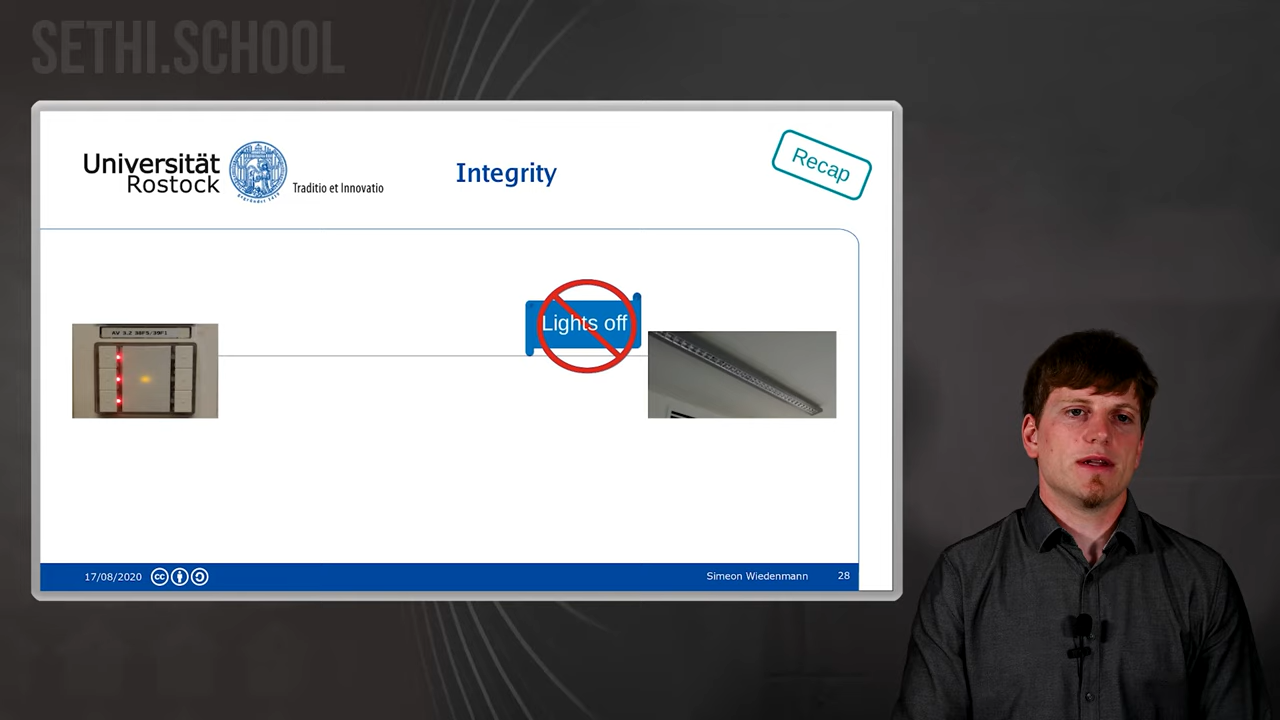 SETHI.SCHOOL
Universität
Rostock
Traditio et Innovatio
Integrity
Recap
Lights off
17/08/2020
Simeon Wiedenmann
28